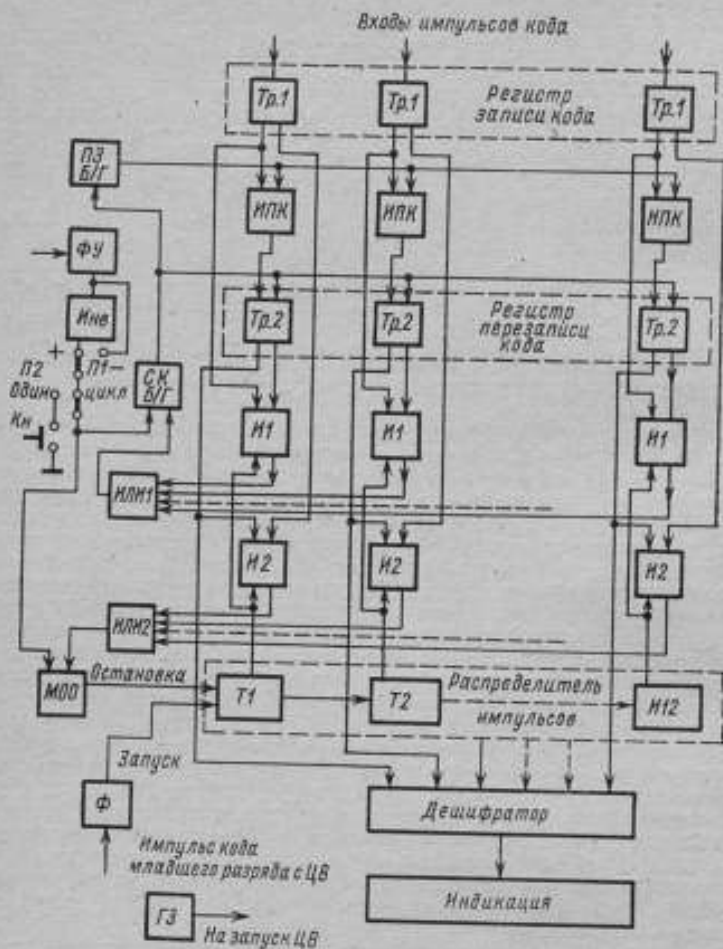 Входы импульсов кода
Тр.1
Тр.1
Тр.1
Регистр
записи кода
ПЗ
Б/Г
ИПК
ИПК
ИПК
ФУ
Инв
Тр.2
Тр.2
Тр.2
Регистр
перезаписи
кода
+
П1—
цикл
П2
Один
Кн
СК
Б/Г
И1
И1
И1
ИЛИ1
И2
И2
И2
ИЛИ2
МОО
Остановка
Т1
Т2
Распределитель
импульсов
И12
Запуск
Ф
Импульс кода
младшего разряда с ЦВ
Дешифратор
Индикация
ГЗ
На запуск ЦВ